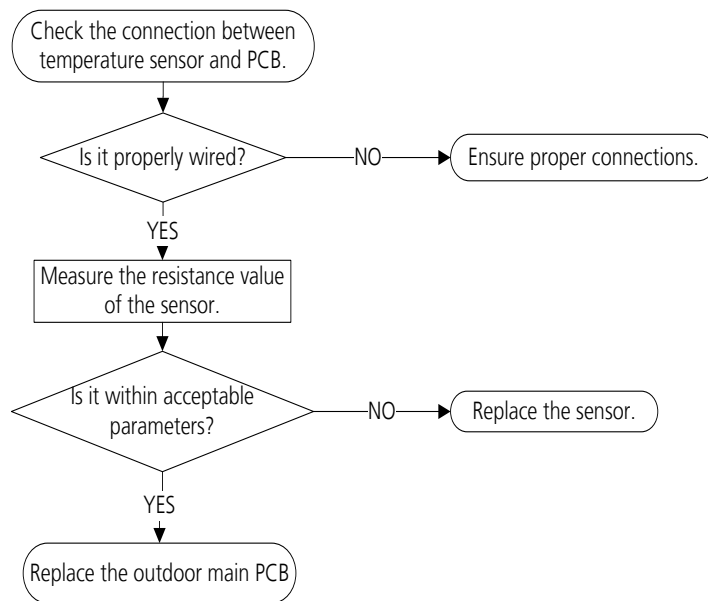 Check the connection between
temperature sensor and PCB.
Is it properly wired?
NO
Ensure proper connections.
YES
Measure the resistance value
of the sensor.
Is it within acceptable
parameters?
NO
Replace the sensor.
YES
Replace the outdoor main PCB